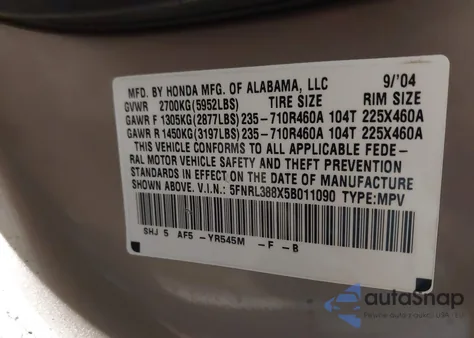 MFD. BY HONDA MFG. OF ALABAMA, LLC 9/'04
GVWR 2700KG(5952LBS) TIRE SIZE RIM SIZE
GAWR F 1305KG(2877LBS) 235-710R460A 104T 225X460A
GAWR R 1450KG(3197LBS) 235-710R460A 104T 225X460A
THIS VEHICLE CONFORMS TO ALL APPLICABLE FEDE-
RAL MOTOR VEHICLE SAFETY AND THEFT PREVENTION
STANDARDS IN EFFECT ON THE DATE OF MANUFACTURE
SHOWN ABOVE. V.I.N.: 5FNRL388X5B011090 TYPE:MPV
SHJ 5 AF5 -YR545M -F -B
autoSnap